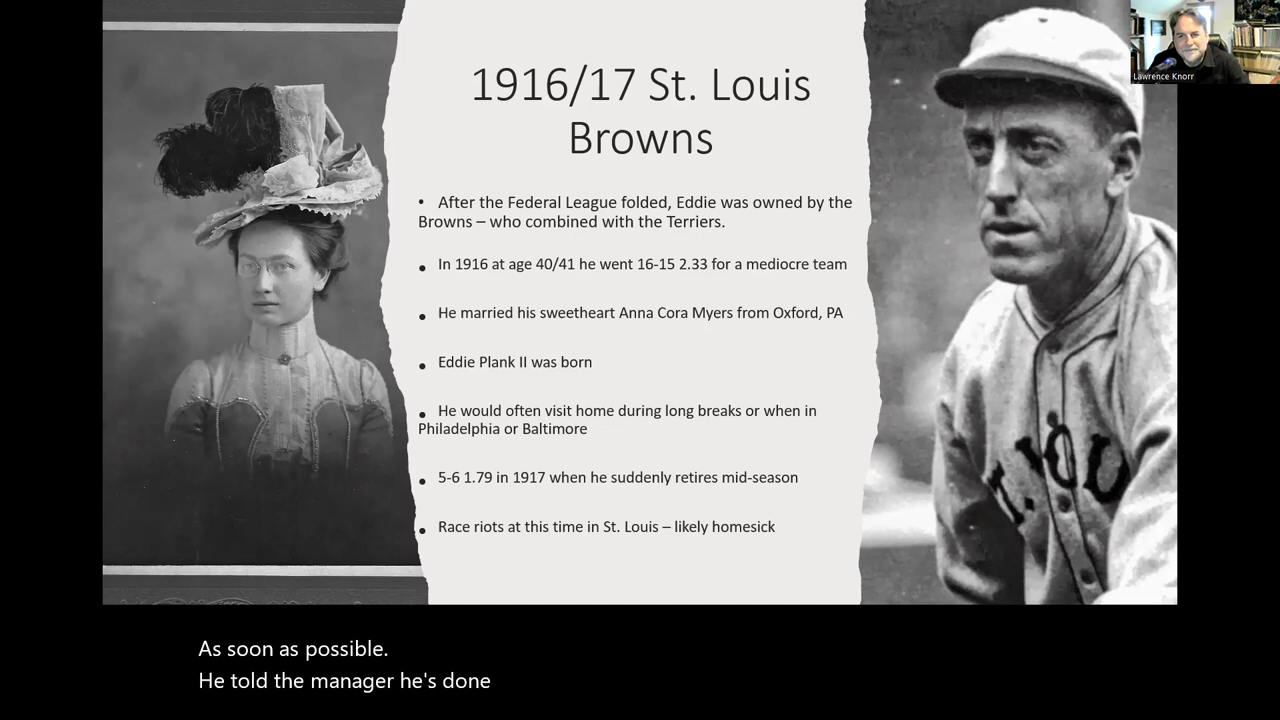 1916/17 St. Louis
Browns
• After the Federal League folded, Eddie was owned by the
Browns – who combined with the Terriers.
• In 1916 at age 40/41 he went 16-15 2.33 for a mediocre team
• He married his sweetheart Anna Cora Myers from Oxford, PA
• Eddie Plank II was born
• He would often visit home during long breaks or when in
Philadelphia or Baltimore
• 5-6 1.79 in 1917 when he suddenly retires mid-season
• Race riots at this time in St. Louis – likely homesick
T. LOU
Lawrence Knorr
As soon as possible.
He told the manager he's done